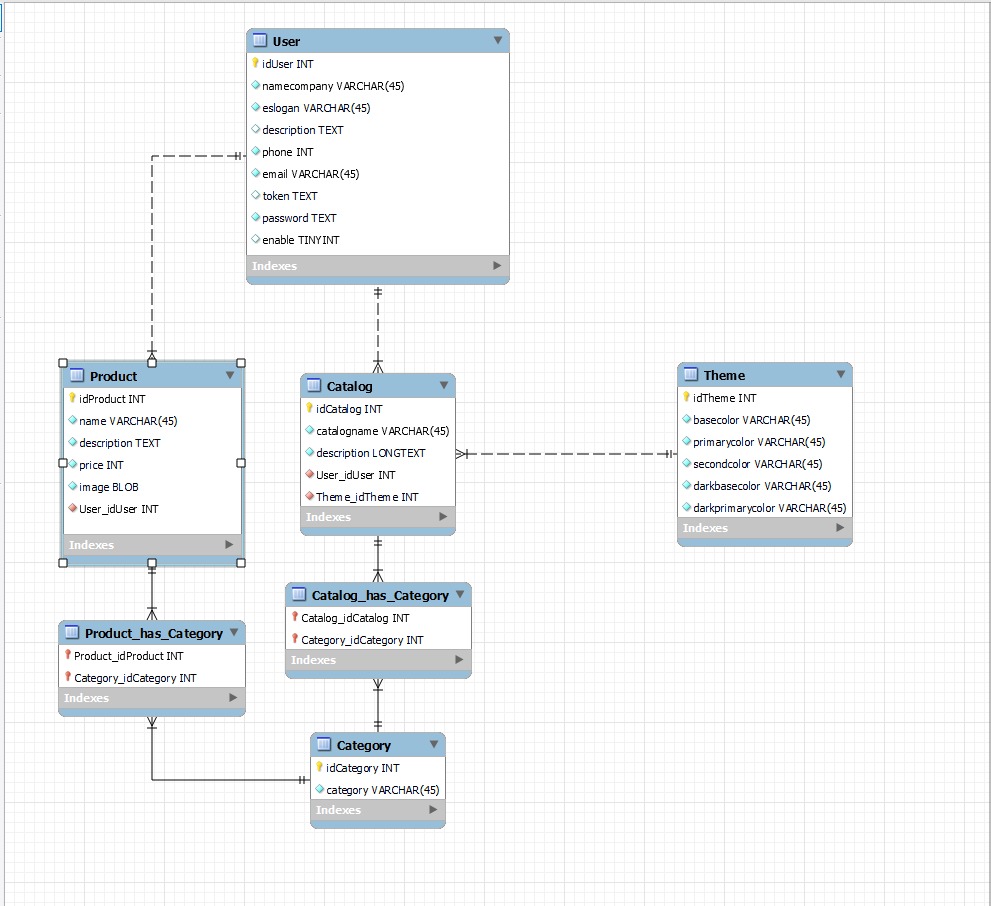 User
idUser INT
namecompany VARCHAR(45)
eslogan VARCHAR(45)
description TEXT
phone INT
email VARCHAR(45)
token TEXT
password TEXT
enable TINYINT
Indexes
Product
idProduct INT
name VARCHAR(45)
description TEXT
price INT
image BLOB
User_idUser INT
Indexes
Catalog
idCatalog INT
catalogname VARCHAR(45)
description LONGTEXT
User_idUser INT
Theme_idTheme INT
Indexes
Theme
idTheme INT
basecolor VARCHAR(45)
primarycolor VARCHAR(45)
secondcolor VARCHAR(45)
darkbasecolor VARCHAR(45)
darkprimarycolor VARCHAR(45)
Indexes
Product_has_Category
Product_idProduct INT
Category_idCategory INT
Indexes
Catalog_has_Category
Catalog_idCatalog INT
Category_idCategory INT
Indexes
Category
idCategory INT
category VARCHAR(45)
Indexes